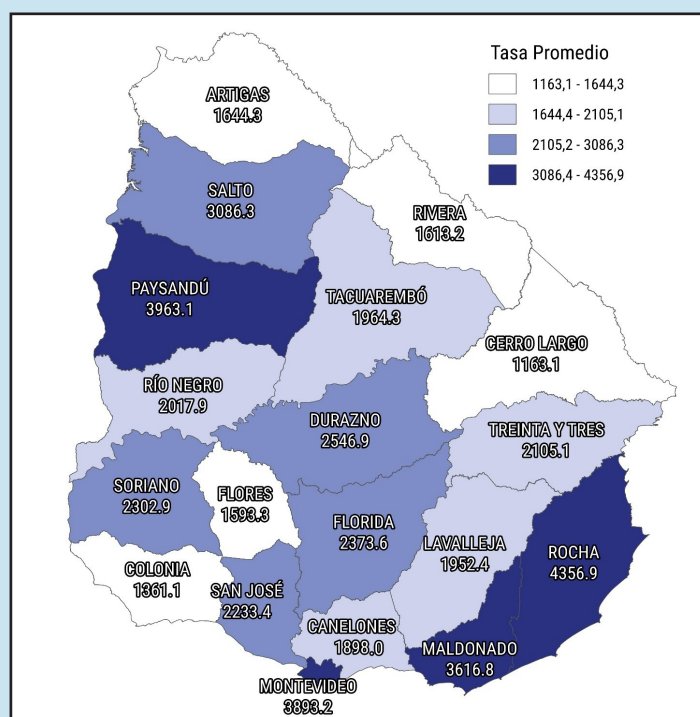 Tasa Promedio
1163,1 - 1644,3
1644,4 - 2105,1
2105,2 - 3086,3
3086,4 - 4356,9
ARTIGAS
1644.3
SALTO
3086.3
RIVERA
1613.2
PAYSANDÚ
3963.1
TACUAREMBÓ
1964.3
CERRO LARGO
1163.1
RÍO NEGRO
2017.9
DURAZNO
2546.9
TREINTA Y TRES
2105.1
SORIANO
2302.9
FLORES
1593.3
FLORIDA
2373.6
LAVALLEJA
1952.4
ROCHA
4356.9
COLONIA
1361.1
SAN JOSÉ
2233.4
CANELONES
1898.0
MALDONADO
3616.8
MONTEVIDEO
3893.2